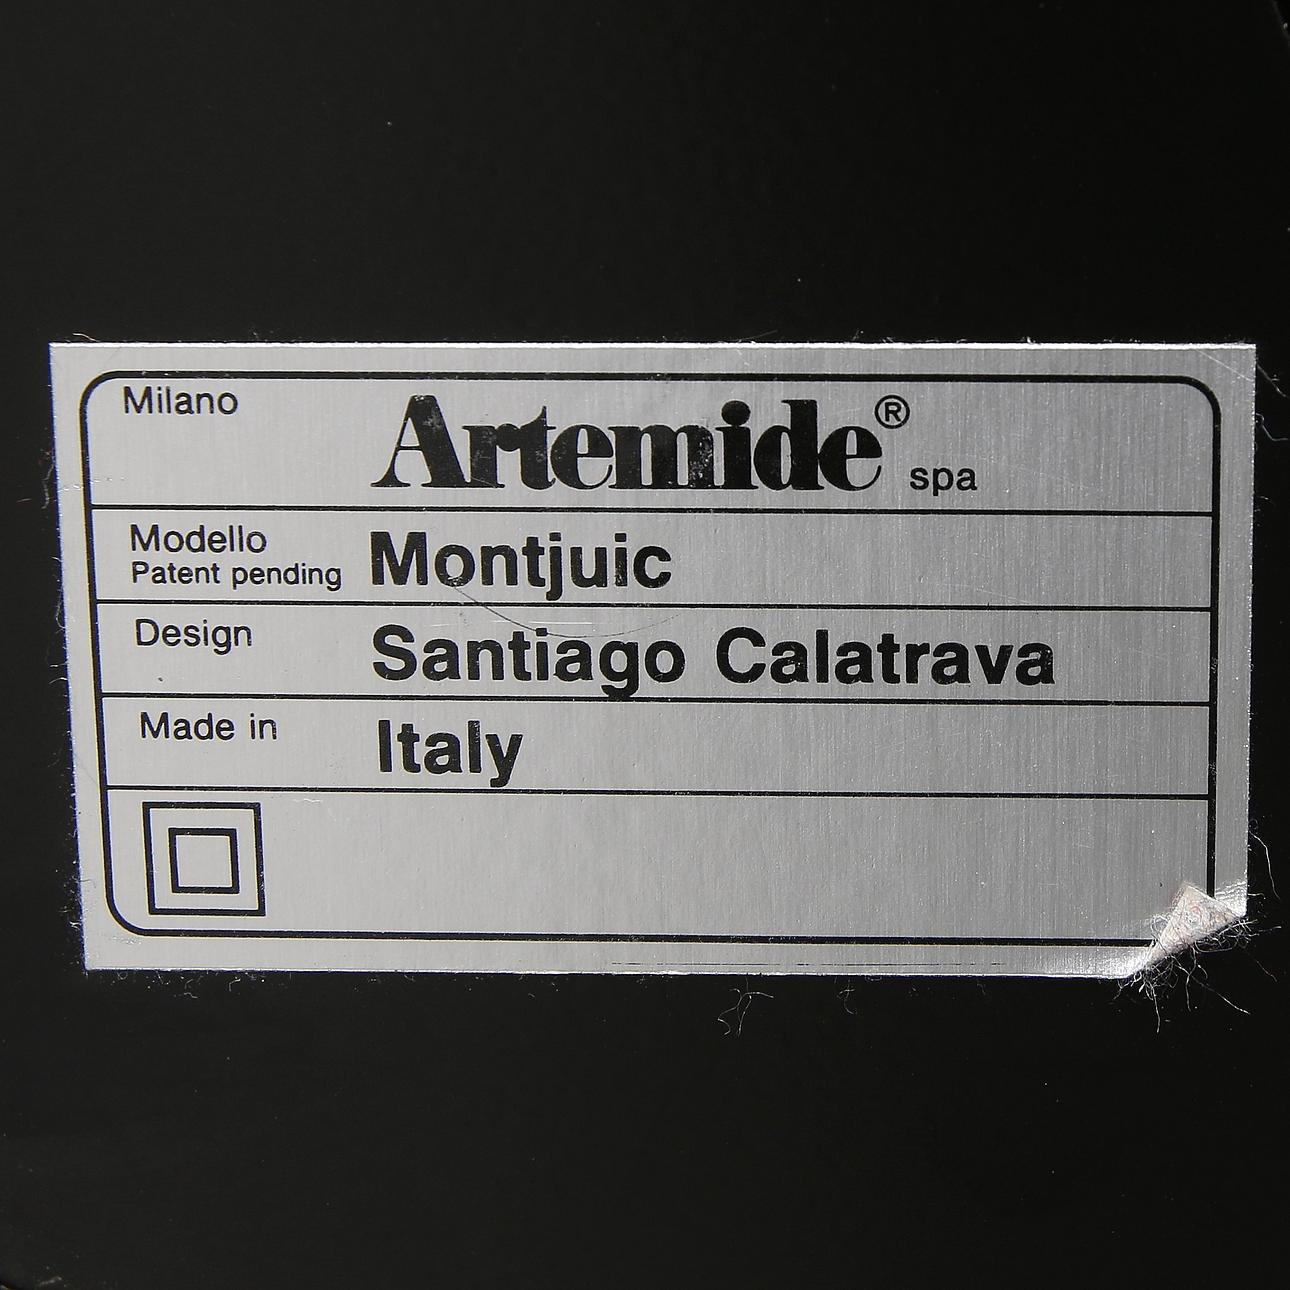 Milano Artemide® spa
Modello Montjuic
Patent pending
Design Santiago Calatrava
Made in Italy